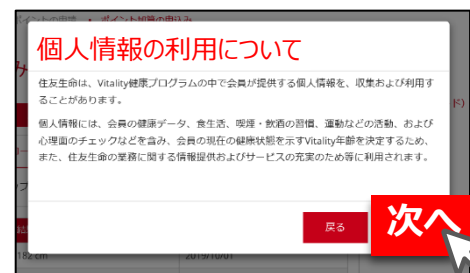 ポイントの申請 • ポイント加算の申込み
個人情報の利用について
住友生命は、Vitality健康プログラムの中で会員が提供する個人情報を、収集および利用す
ることがあります。
個人情報には、会員の健康データ、食生活、喫煙・飲酒の習慣、運動などの活動、および
心理面のチェックなどを含み、会員の現在の健康状態を示すVitality年齢を決定するため、
また、住友生命の業務に関する情報提供およびサービスの充実のため等に利用されます。
戻る
次へ
182 cm
2019/10/01